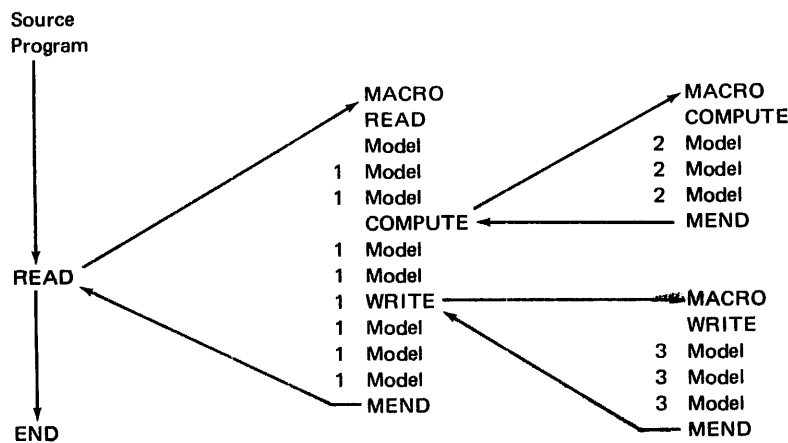 Source
Program
READ
END
MACRO
READ
Model
1 Model
1 Model
COMPUTE
1 Model
1 Model
1 WRITE
1 Model
1 Model
1 Model
MEND
MACRO
COMPUTE
2 Model
2 Model
2 Model
MEND
MACRO
WRITE
3 Model
3 Model
3 Model
MEND